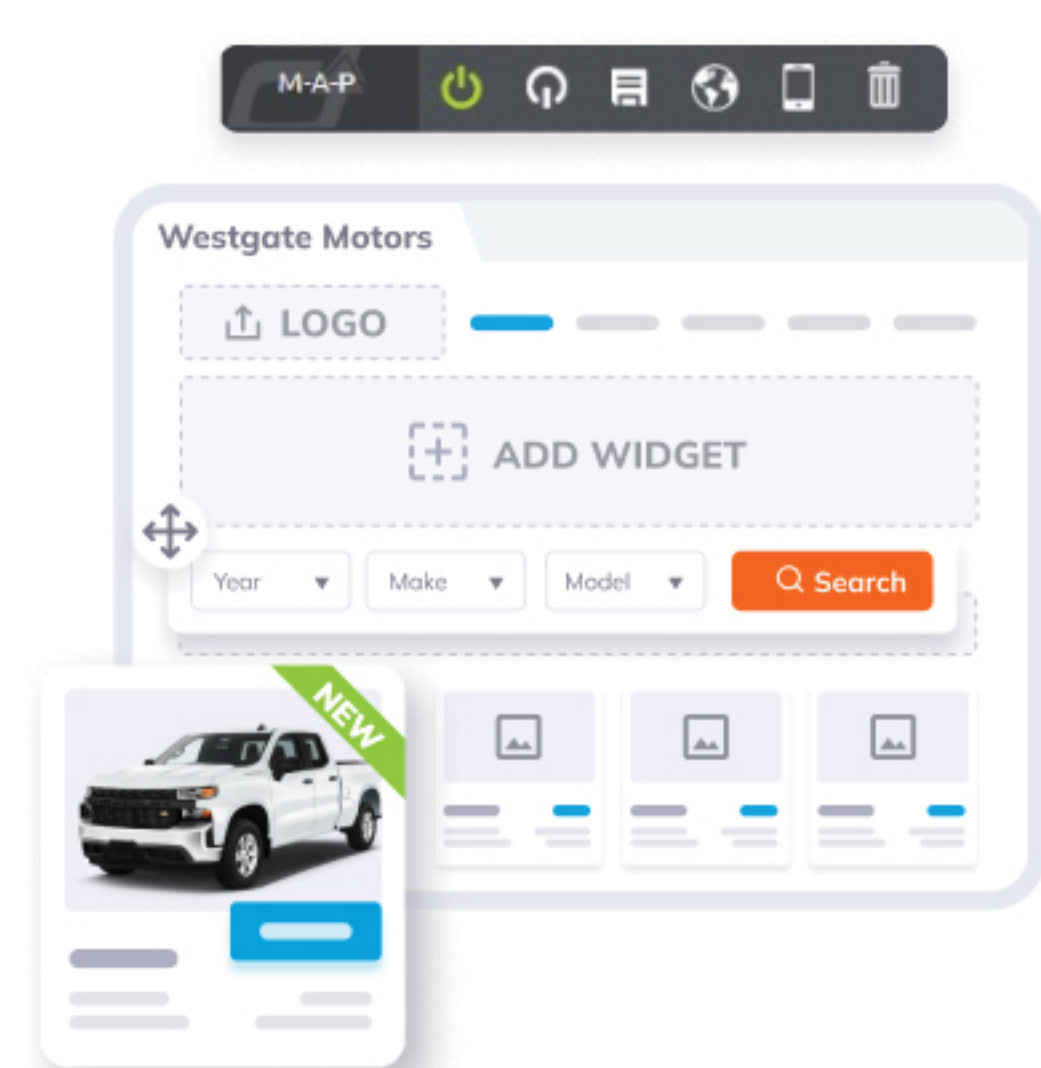 M-A-P
Westgate Motors
LOGO
ADD WIDGET
Year
Make
Model
Search
NEW